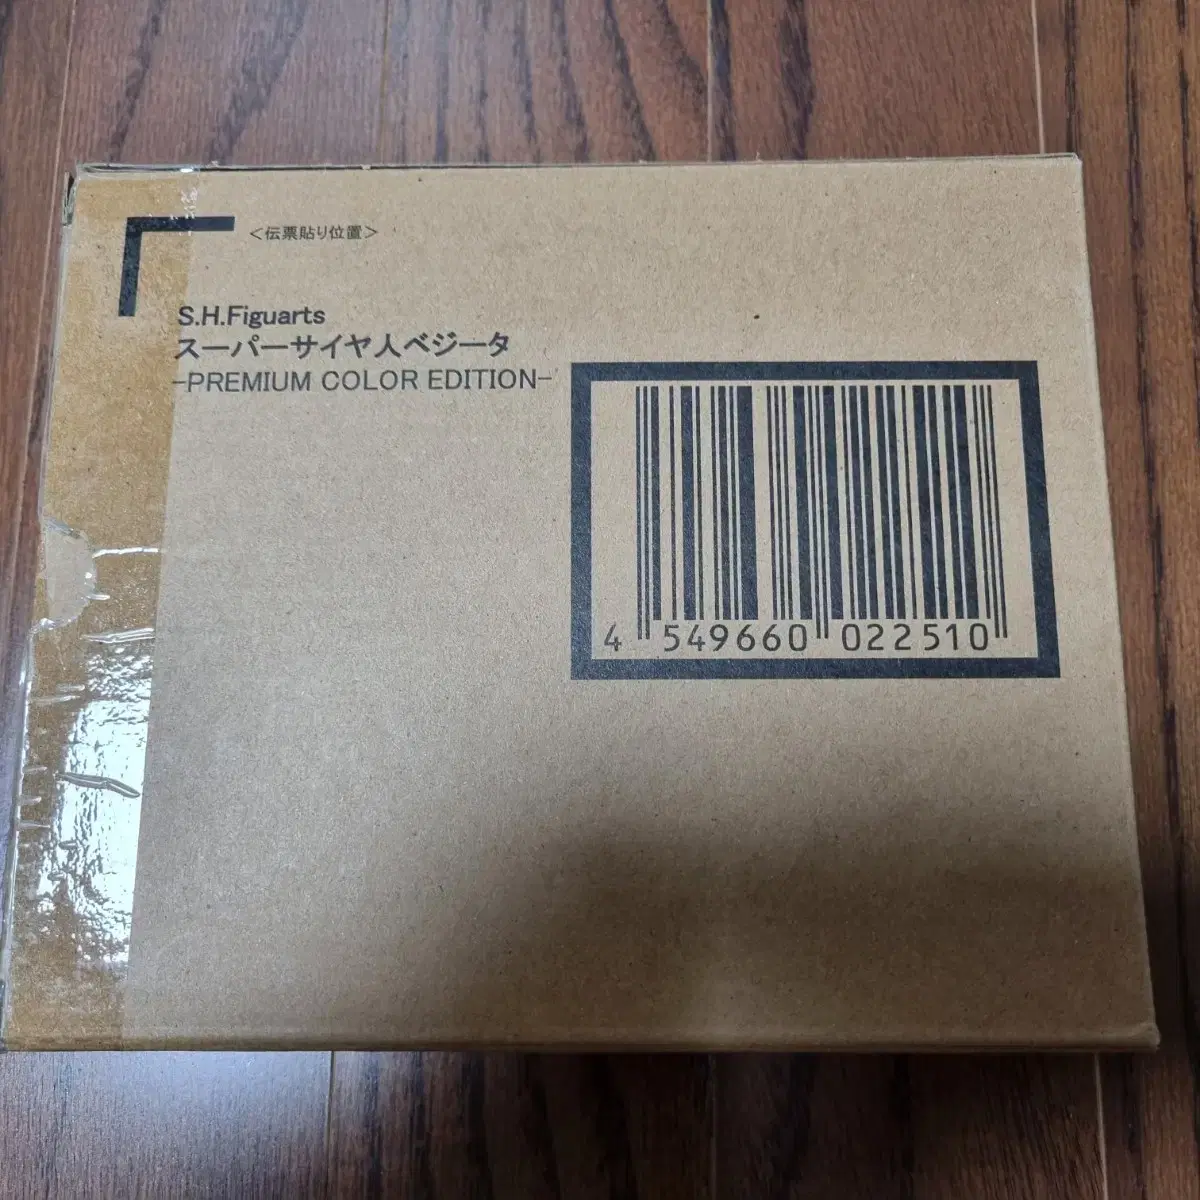 ＜伝票貼り位置＞
S.H.Figuarts
スーパーサイヤ人ベジータ
-PREMIUM COLOR EDITION-
4 549660 022510